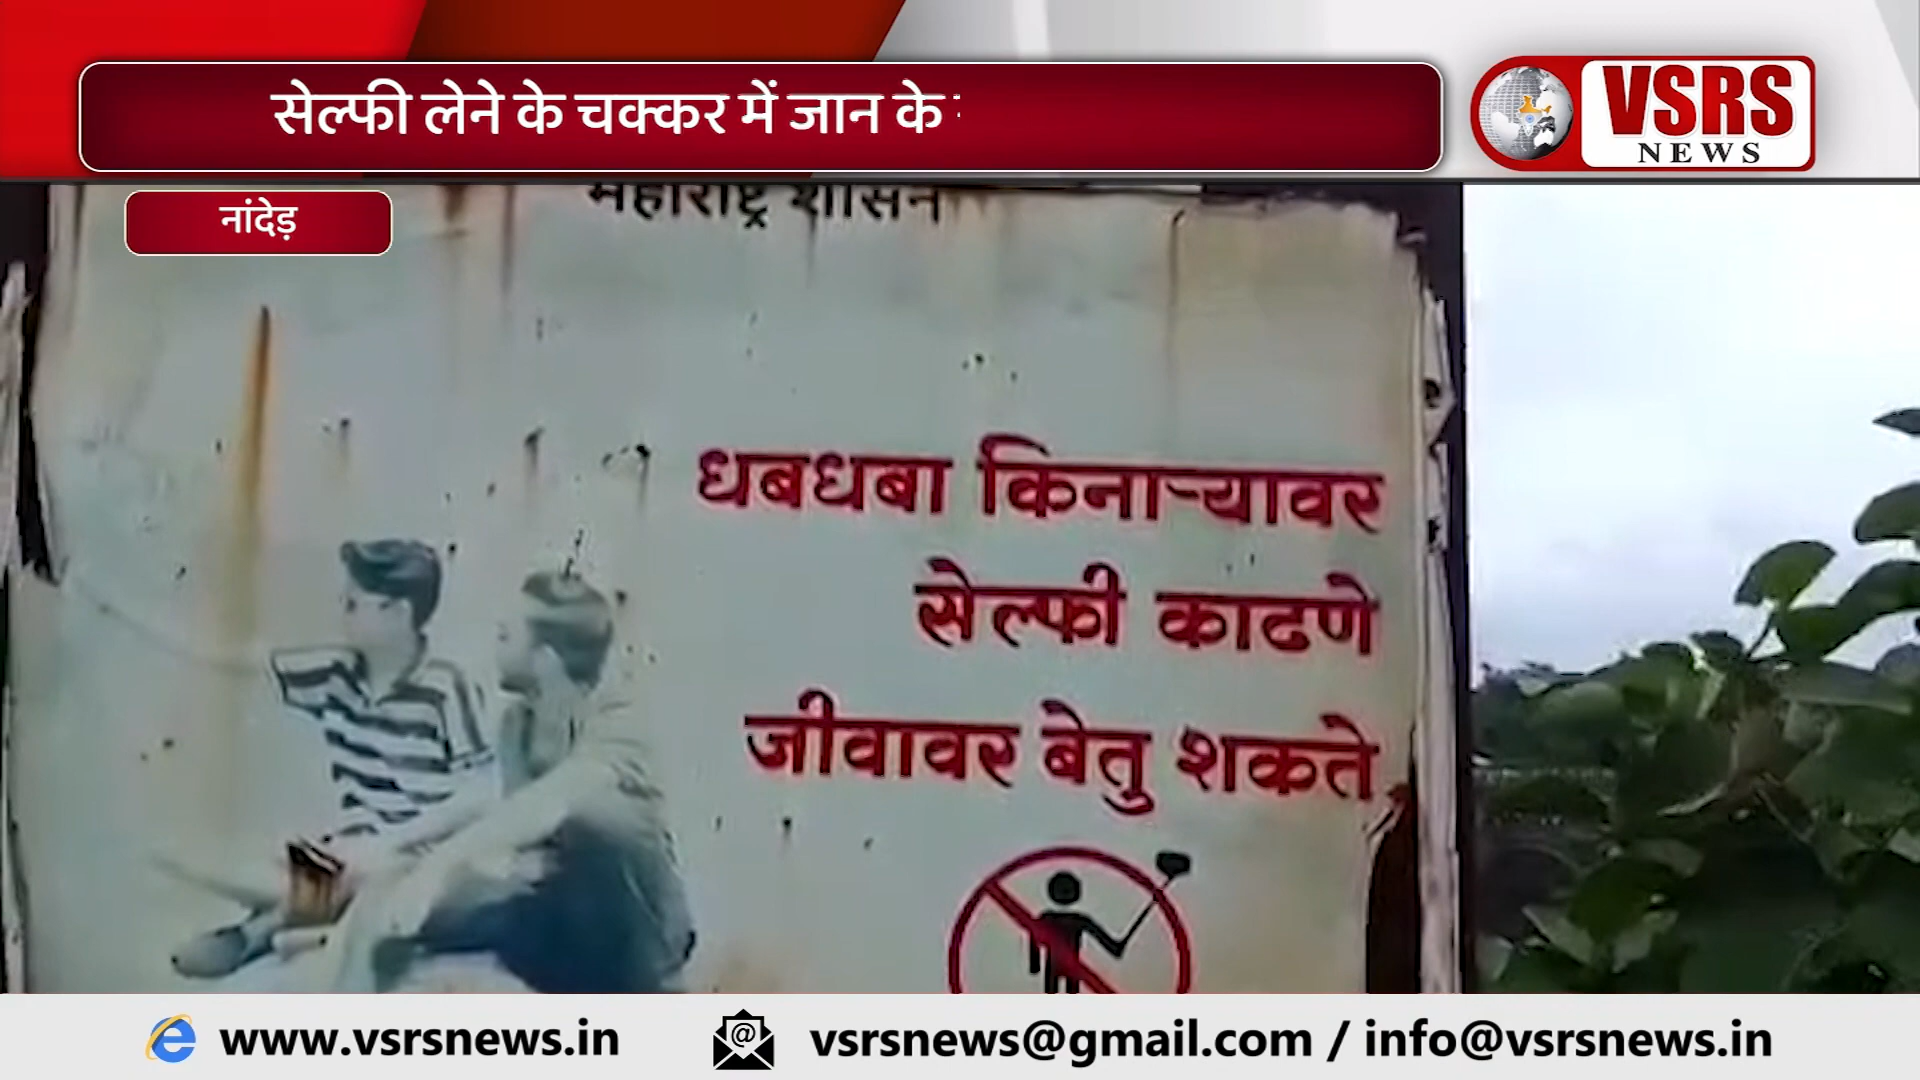 सेल्फी लेने के चक्कर में जान के
VSRS
NEWS
नांदेड़
महाराष्ट्र शासन
धबधबा किनाऱ्यावर
सेल्फी काढणे
जीवावर बेतु शकते
@
www.vsrsnews.in
vsrsnews@gmail.com / info@vsrsnews.in